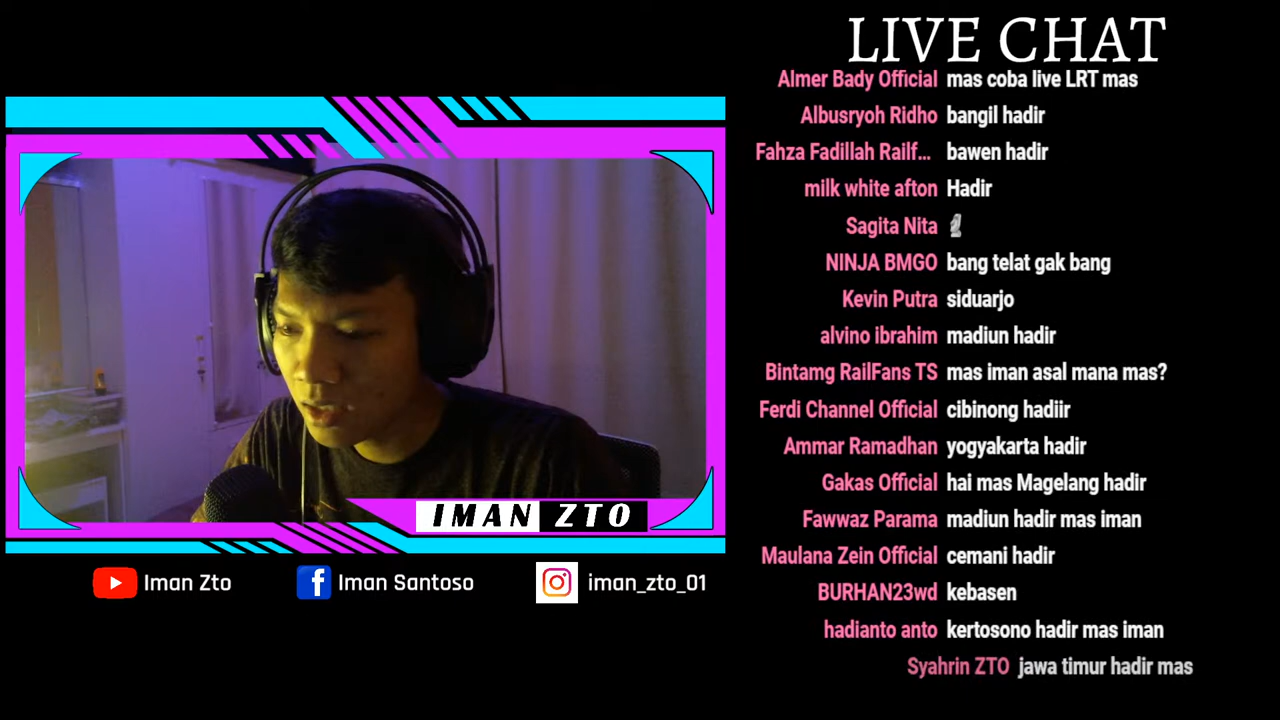 LIVE CHAT
Almer Bady Official mas coba live LRT mas
Albusryoh Ridho bangil hadir
Fahza Fadillah Railf... bawen hadir
milk white afton Hadir
Sagita Nita
NINJA BMGO bang telat gak bang
Kevin Putra siduarjo
alvino ibrahim madiun hadir
Bintamg RailFans TS mas iman asal mana mas?
Ferdi Channel Official cibinong hadiir
Ammar Ramadhan yogyakarta hadir
Gakas Official hai mas Magelang hadir
Fawwaz Parama madiun hadir mas iman
Maulana Zein Official cemani hadir
BURHAN23wd kebasen
hadianto anto kertosono hadir mas iman
Syahrin ZTO jawa timur hadir mas
IMAN ZTO
Iman Zto
Iman Santoso
iman_zto_01